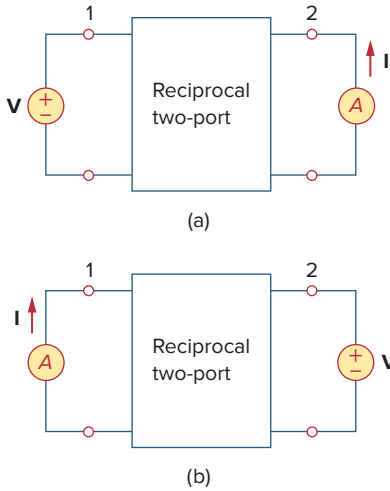 1
2
I
V
+
−
Reciprocal
two-port
A
(a)
1
2
I
A
Reciprocal
two-port
+
−
V
(b)